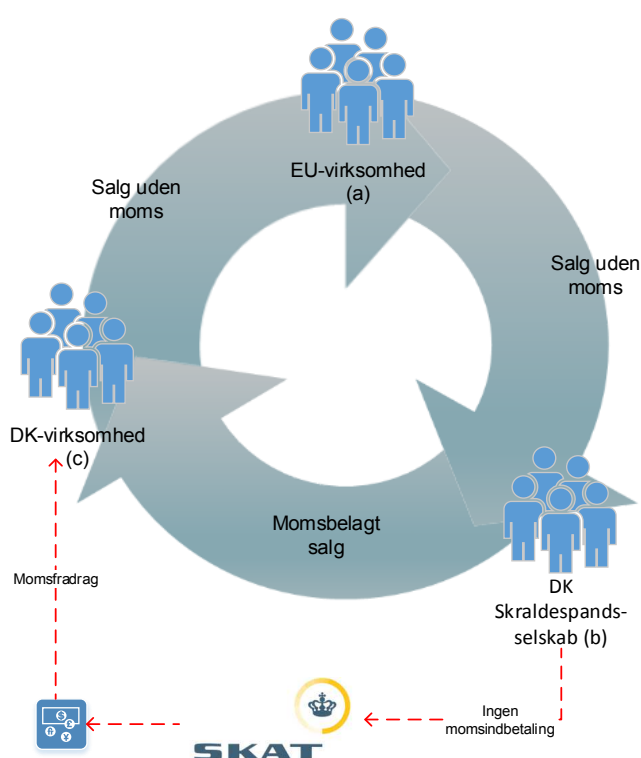 EU-virksomhed
(a)
Salg uden
moms
Salg uden
moms
DK-virksomhed
(c)
Momsbelagt
salg
DK
Skraldespands-
selskab (b)
Momsfradrag
Ingen
momsindbetaling
SKAT